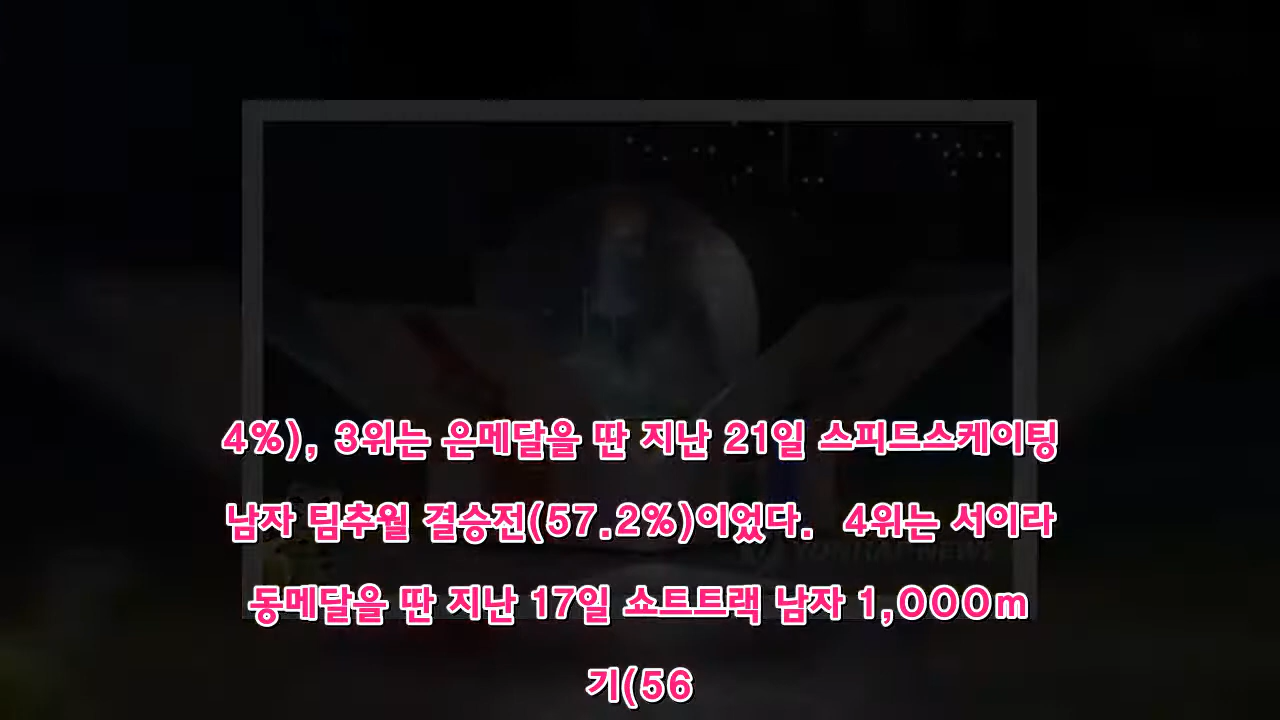 4%), 3위는 은메달을 딴 지난 21일 스피드스케이팅
남자 팀추월 결승전(57.2%)이었다.  4위는 서이라
동메달을 딴 지난 17일 쇼트트랙 남자 1,000m
기(56